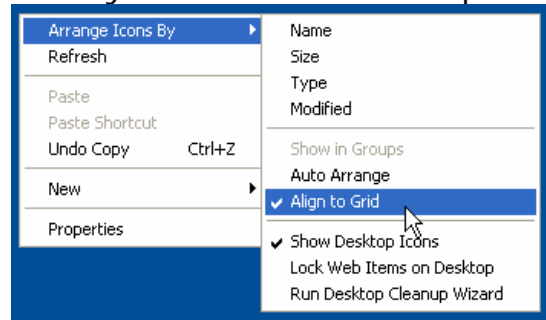 Arrange Icons By
Refresh
Paste
Paste Shortcut
Undo Copy Ctrl+Z
New
Properties
Name
Size
Type
Modified
Show in Groups
Auto Arrange
Align to Grid
Show Desktop Icons
Lock Web Items on Desktop
Run Desktop Cleanup Wizard